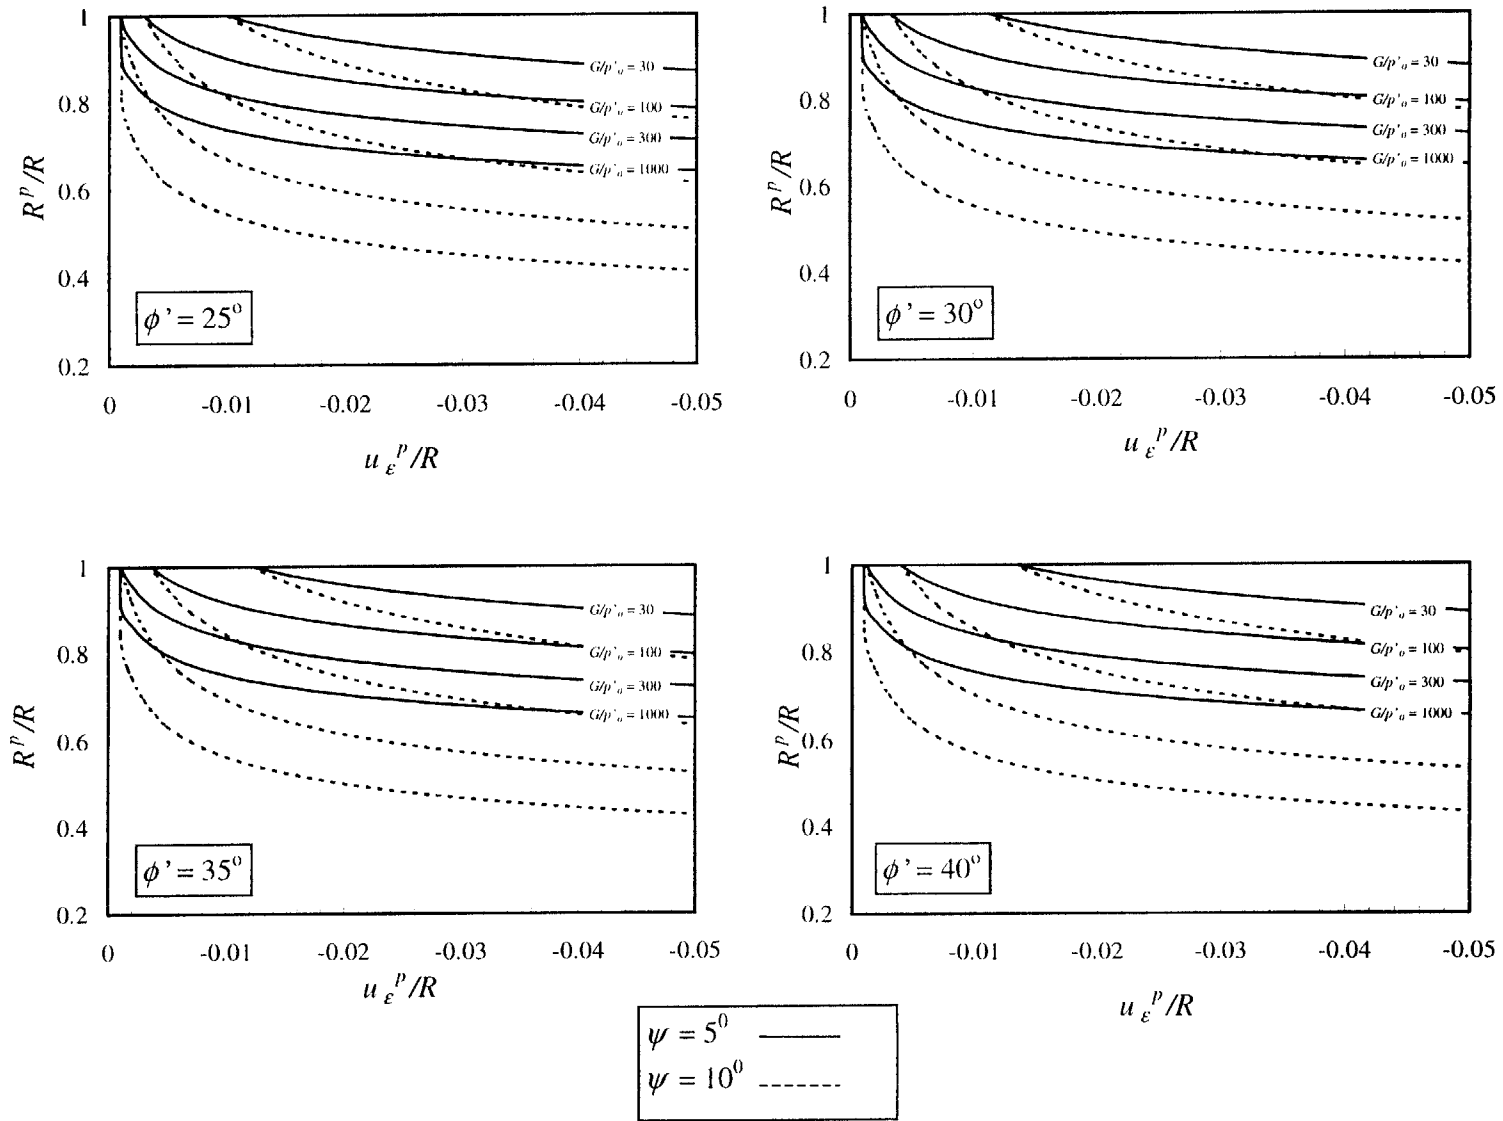 1
0.8
0.6
0.4
0.2
R^p/R
G/p'_o = 30
G/p'_o = 100
G/p'_o = 300
G/p'_o = 1000
ϕ' = 25°
0 -0.01 -0.02 -0.03 -0.04 -0.05
u_ε^p/R
1
0.8
0.6
0.4
0.2
R^p/R
G/p'_o = 30
G/p'_o = 100
G/p'_o = 300
G/p'_o = 1000
ϕ' = 30°
0 -0.01 -0.02 -0.03 -0.04 -0.05
u_ε^p/R
1
0.8
0.6
0.4
0.2
R^p/R
G/p'_o = 30
G/p'_o = 100
G/p'_o = 300
G/p'_o = 1000
ϕ' = 35°
0 -0.01 -0.02 -0.03 -0.04 -0.05
u_ε^p/R
1
0.8
0.6
0.4
0.2
R^p/R
G/p'_o = 30
G/p'_o = 100
G/p'_o = 300
G/p'_o = 1000
ϕ' = 40°
0 -0.01 -0.02 -0.03 -0.04 -0.05
u_ε^p/R
ψ = 5⁰
ψ = 10⁰